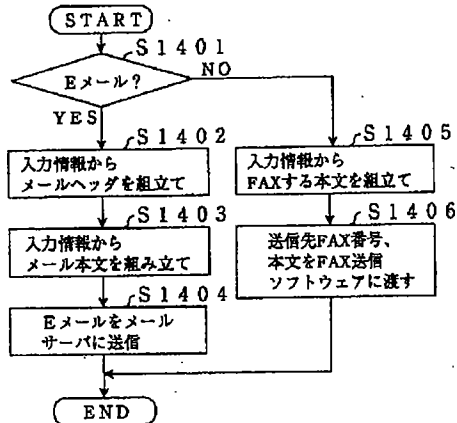 START
S1401
Eメール?
NO
YES
S1402
入力情報から
メールヘッダを組立て
S1403
入力情報から
メール本文を組み立て
S1404
Eメールをメール
サーバに送信
S1405
入力情報から
FAXする本文を組立て
S1406
送信先FAX番号、
本文をFAX送信
ソフトウェアに渡す
END